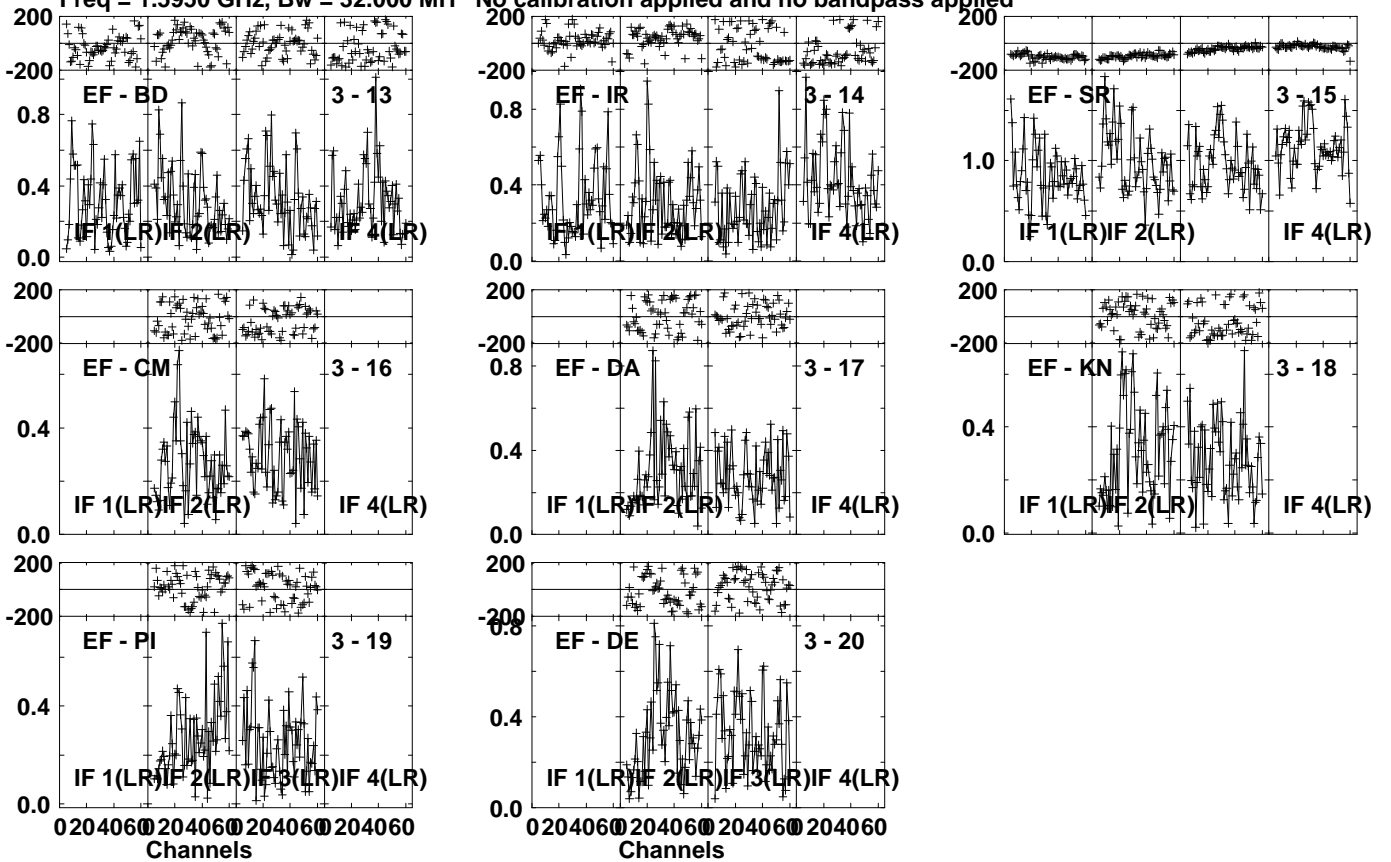 Freq = 1.5950 GHz, Bw = 32.000 MH No calibration applied and no bandpass applied
200 200 200
-200 -200 -200
EF - BD 3 - 13 EF - IR 3 - 14 EF - SR 3 - 15
0.8 0.8
1.0
0.4 0.4
IF 1(LR) IF 2(LR) IF 4(LR) IF 1(LR) IF 2(LR) IF 4(LR) IF 1(LR) IF 2(LR) IF 4(LR)
0.0 0.0 0.0
200 200 200
-200 -200 -200
EF - CM 3 - 16 EF - DA 3 - 17 EF - KN 3 - 18
0.8
0.4 0.4 0.4
IF 1(LR) IF 2(LR) IF 4(LR) IF 1(LR) IF 2(LR) IF 4(LR) IF 1(LR) IF 2(LR) IF 4(LR)
0.0 0.0 0.0
200 200
-200 -200
0.8
EF - PI 3 - 19 EF - DE 3 - 20
0.4 0.4
IF 1(LR) IF 2(LR) IF 3(LR) IF 4(LR) IF 1(LR) IF 2(LR) IF 3(LR) IF 4(LR)
0.0 0.0
0 20 40 60 0 20 40 60 0 20 40 60 0 20 40 60 0 20 40 60 0 20 40 60 0 20 40 60 0 20 40 60
Channels Channels